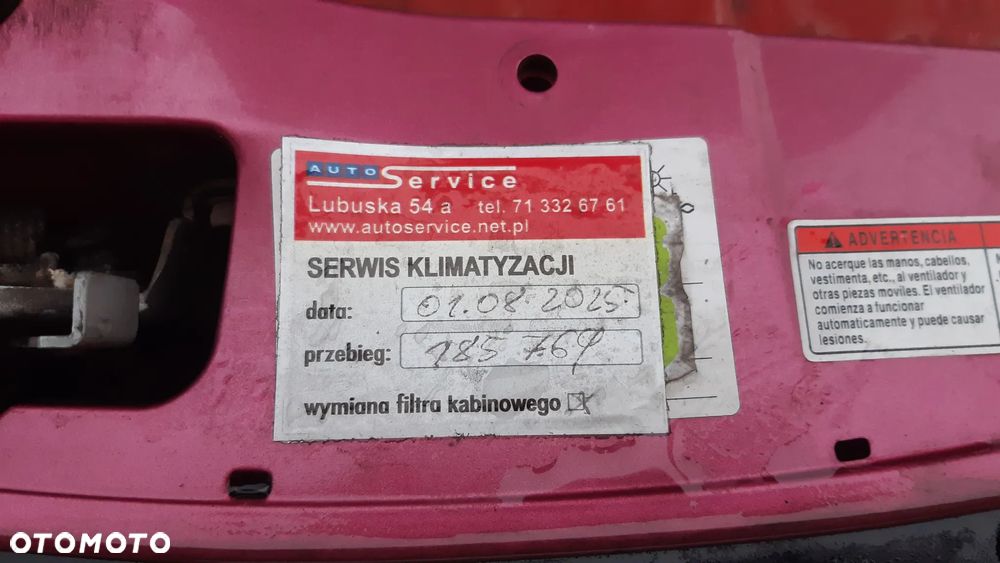 AUTO Service
Lubuska 54 a tel. 71 332 67 61
www.autoservice.net.pl
SERWIS KLIMATYZACJI
data: 01.08 2025
przebieg: 185 764
wymiana filtra kabinowego
ADVERTENCIA
No acerque las manos, cabellos,
vestimenta, etc., al ventilador y
otras piezas moviles. El ventilador
comienza a funcionar
automaticamente y puede causar
lesiones.
OTOMOTO